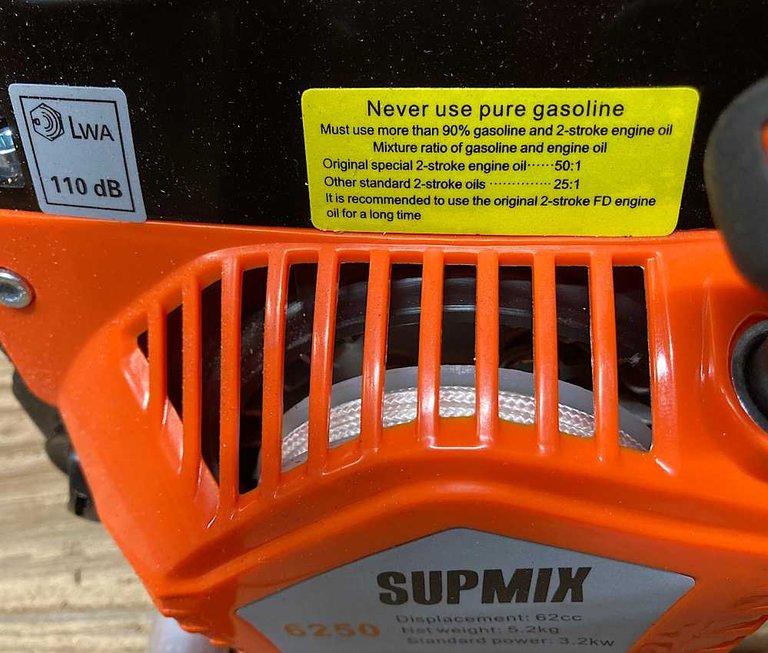 LWA
110 dB
Never use pure gasoline
Must use more than 90% gasoline and 2-stroke engine oil
Mixture ratio of gasoline and engine oil
Original special 2-stroke engine oil······50:1
Other standard 2-stroke oils ··············· 25:1
It is recommended to use the original 2-stroke FD engine
oil for a long time
SUPMIX
Displacement: 62cc
6250
Net weight: 5.2kg
Standard power: 3.2kw